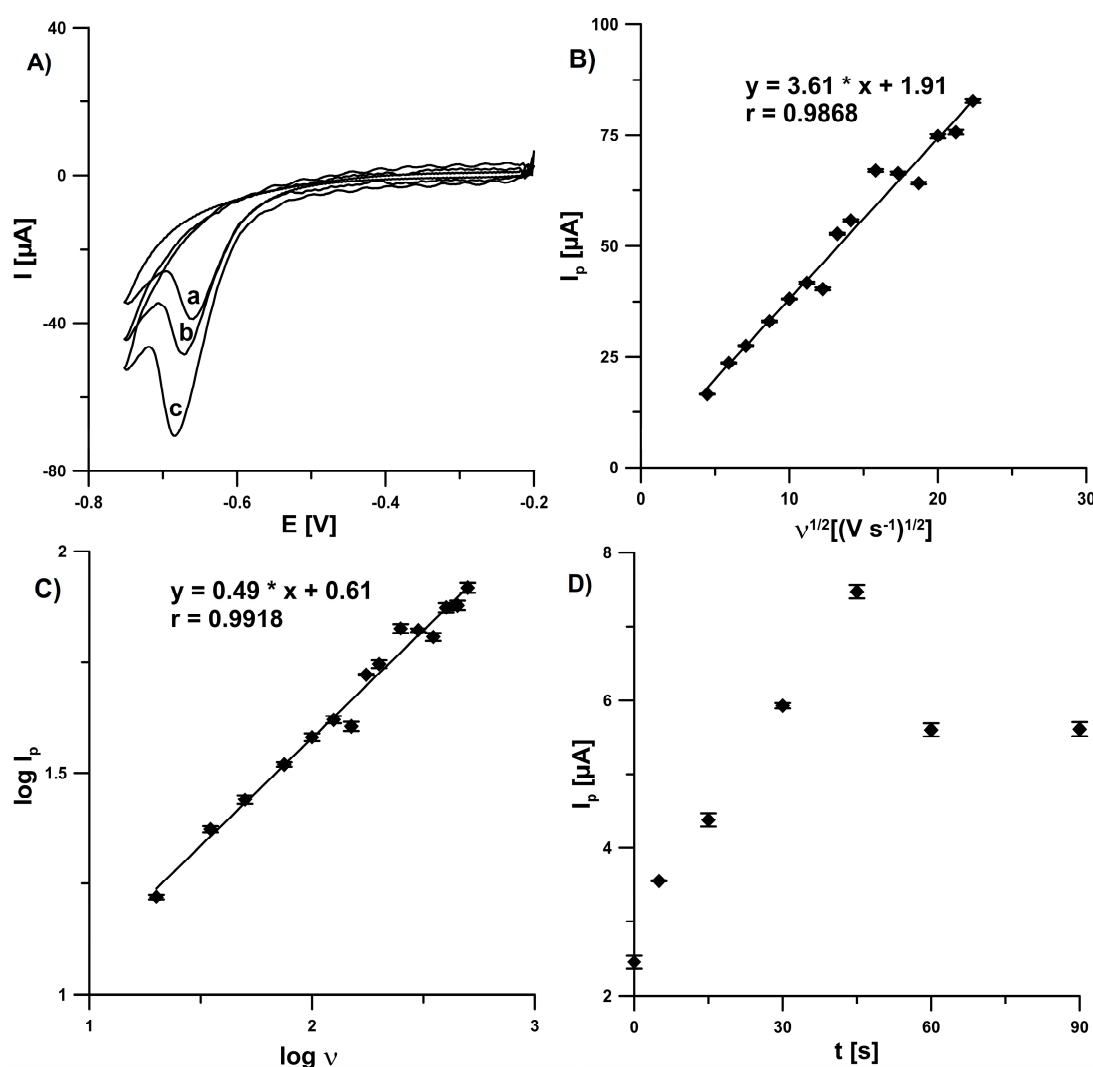 A)
I [µA]
40
0
-40
-80
a
b
c
-0.8 -0.6 -0.4 -0.2
E [V]
B)
y = 3.61 * x + 1.91
r = 0.9868
Ip [µA]
100
75
50
25
0
0 10 20 30
ν1/2[(V s-1)1/2]
C)
y = 0.49 * x + 0.61
r = 0.9918
log Ip
2
1.5
1
1 2 3
log ν
D)
Ip [µA]
8
6
4
2
0 30 60 90
t [s]